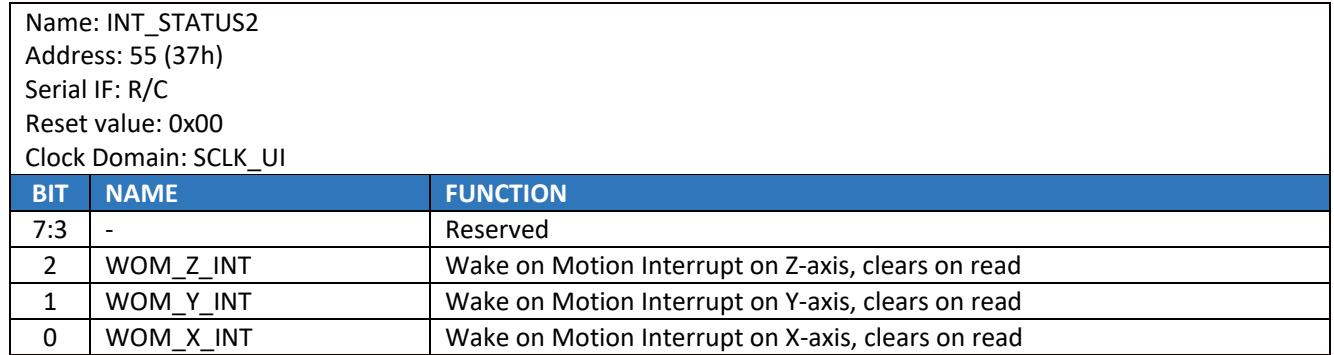 Name: INT_STATUS2
Address: 55 (37h)
Serial IF: R/C
Reset value: 0x00
Clock Domain: SCLK_UI
BIT NAME FUNCTION
7:3 - Reserved
2 WOM_Z_INT Wake on Motion Interrupt on Z-axis, clears on read
1 WOM_Y_INT Wake on Motion Interrupt on Y-axis, clears on read
0 WOM_X_INT Wake on Motion Interrupt on X-axis, clears on read